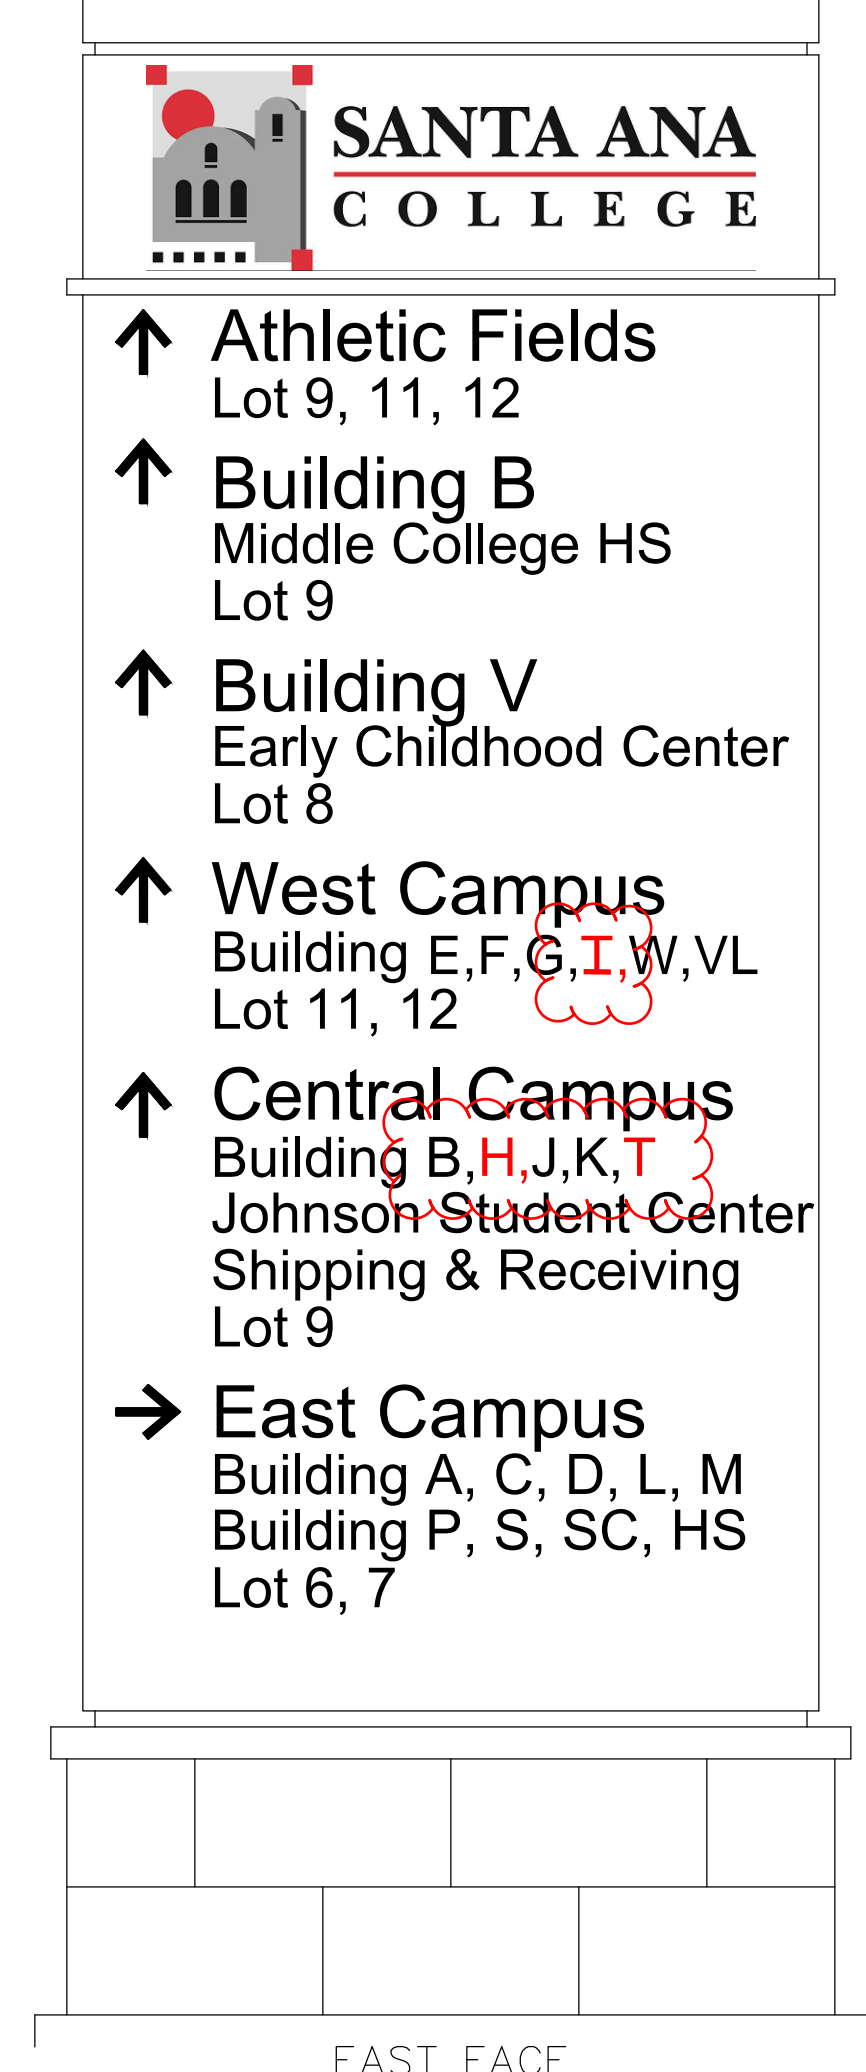 SANTA ANA
COLLEGE
Athletic Fields
Lot 9, 11, 12
Building B
Middle College HS
Lot 9
Building V
Early Childhood Center
Lot 8
West Campus
Building E,F,G,I,W,VL
Lot 11, 12
Central Campus
Building B,H,J,K,T
Johnson Student Center
Shipping & Receiving
Lot 9
East Campus
Building A, C, D, L, M
Building P, S, SC, HS
Lot 6, 7
EAST FACE